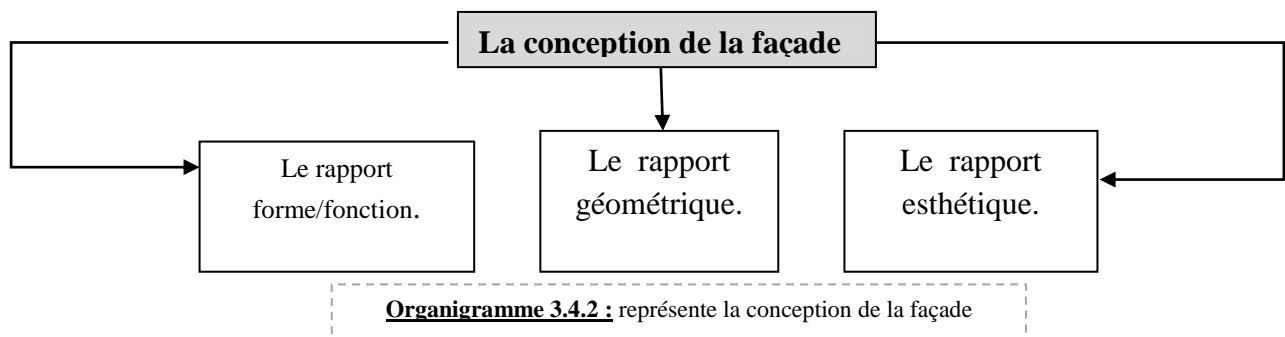 La conception de la façade
Le rapport
forme/fonction.
Le rapport
géométrique.
Le rapport
esthétique.
Organigramme 3.4.2 : représente la conception de la façade